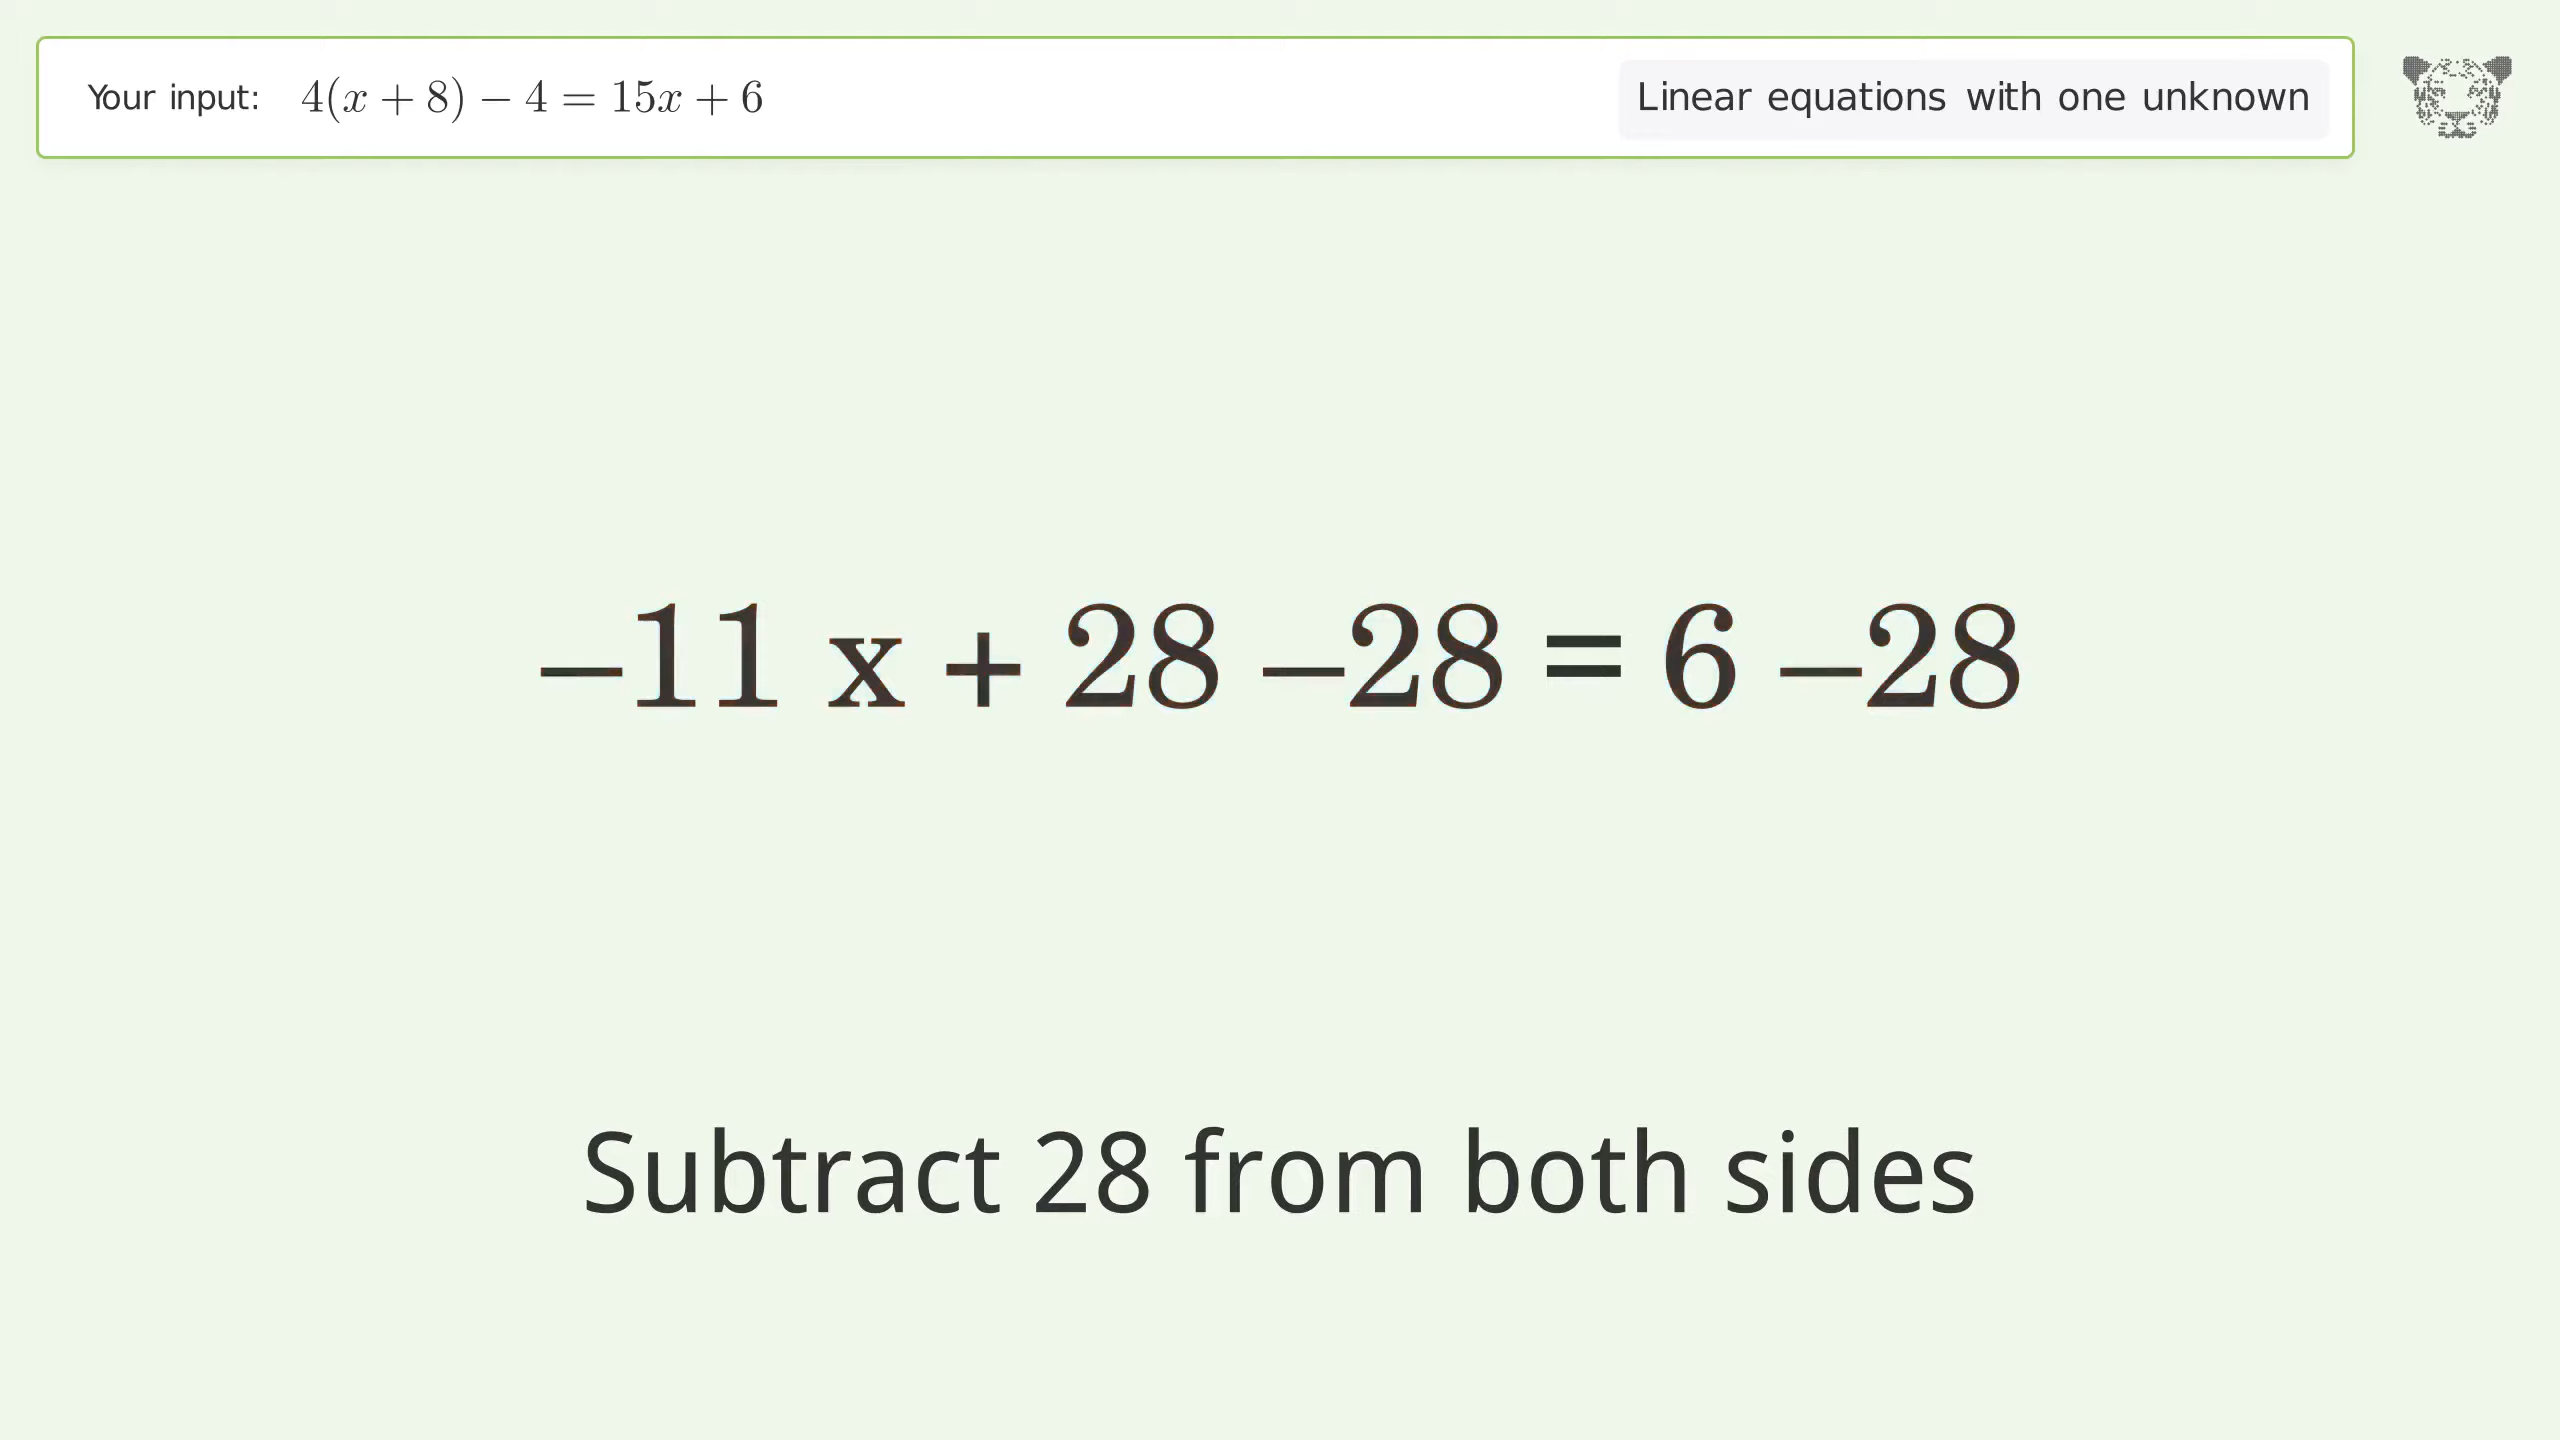 Your input: 4(x + 8) − 4 = 15x + 6
Linear equations with one unknown
−11 x + 28 −28 = 6 −28
Subtract 28 from both sides